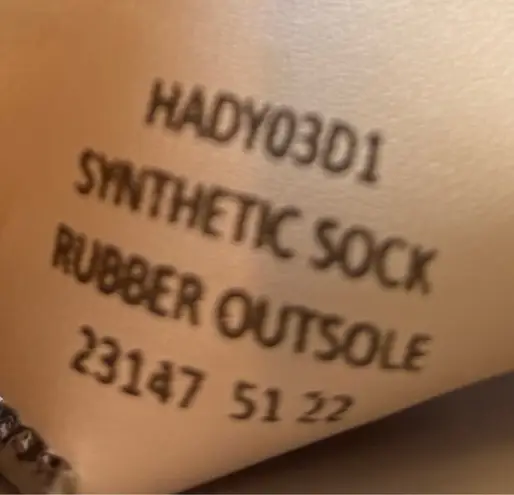 HADY03D1
SYNTHETIC SOCK
RUBBER OUTSOLE
23147 51 22